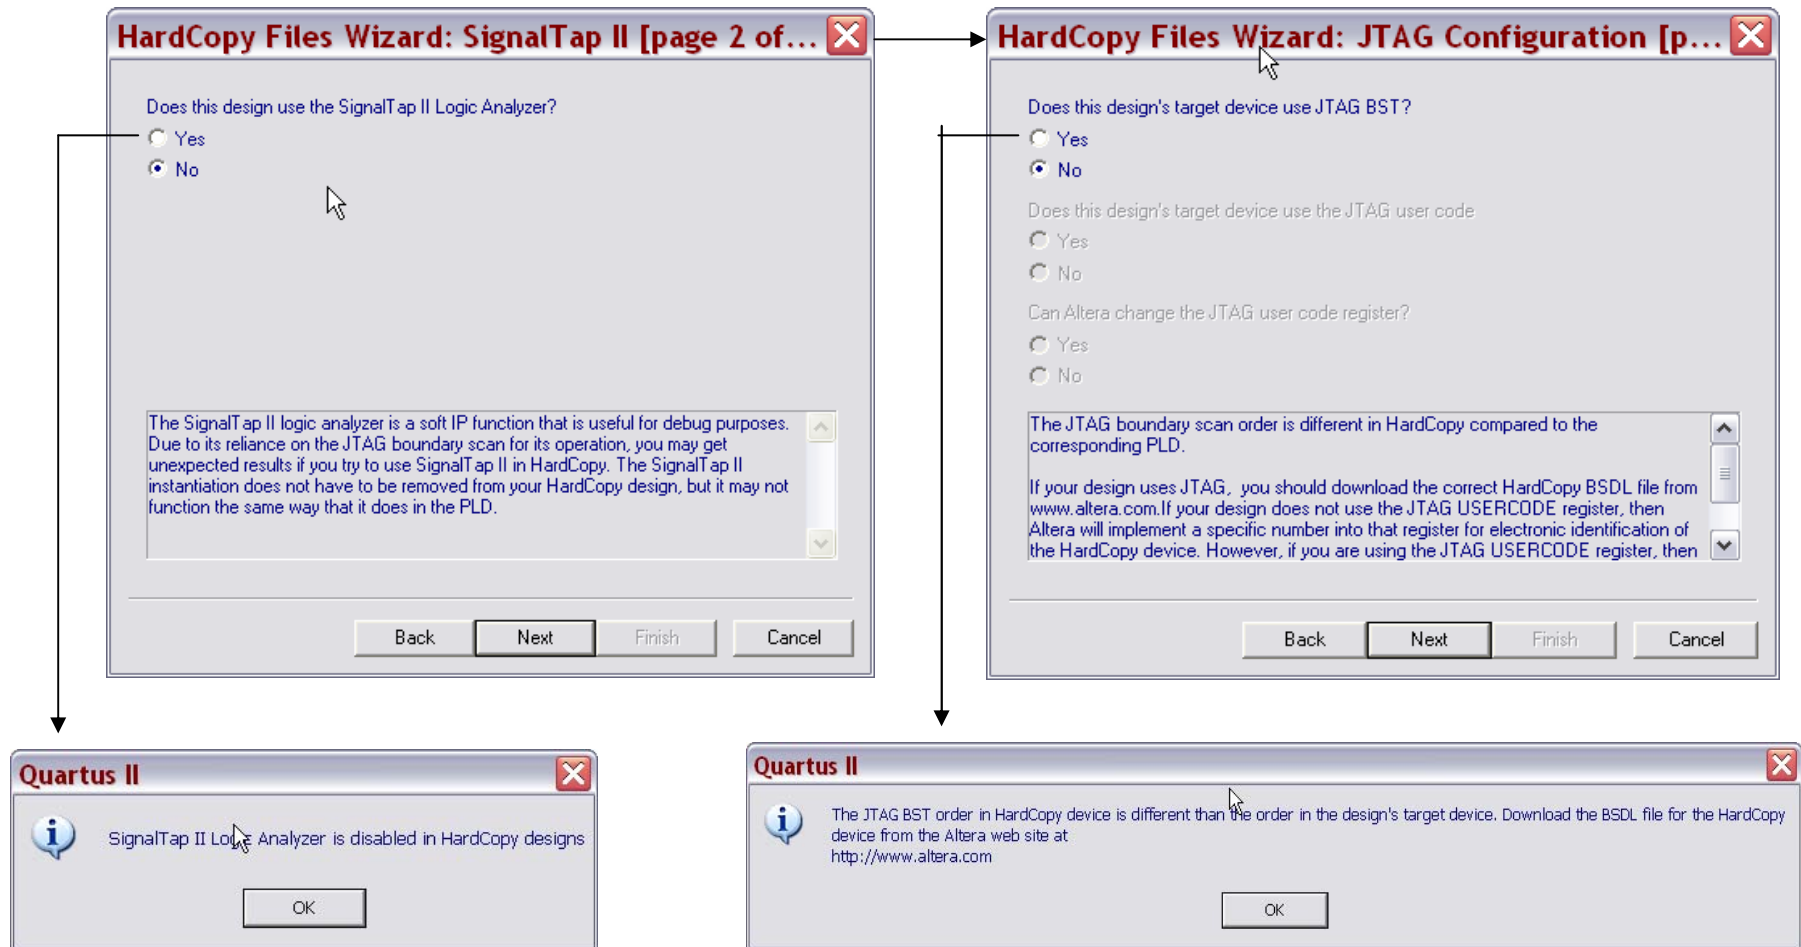 HardCopy Files Wizard: SignalTap II [page 2 of...
Does this design use the SignalTap II Logic Analyzer?
Yes
No
The SignalTap II logic analyzer is a soft IP function that is useful for debug purposes.
Due to its reliance on the JTAG boundary scan for its operation, you may get
unexpected results if you try to use SignalTap II in HardCopy. The SignalTap II
instantiation does not have to be removed from your HardCopy design, but it may not
function the same way that it does in the PLD.
Back
Next
Finish
Cancel
HardCopy Files Wizard: JTAG Configuration [p...
Does this design's target device use JTAG BST?
Yes
No
Does this design's target device use the JTAG user code
Yes
No
Can Altera change the JTAG user code register?
Yes
No
The JTAG boundary scan order is different in HardCopy compared to the
corresponding PLD.
If your design uses JTAG, you should download the correct HardCopy BSDL file from
www.altera.com.If your design does not use the JTAG USERCODE register, then
Altera will implement a specific number into that register for electronic identification of
the HardCopy device. However, if you are using the JTAG USERCODE register, then
Back
Next
Finish
Cancel
Quartus II
SignalTap II Logic Analyzer is disabled in HardCopy designs
OK
Quartus II
The JTAG BST order in HardCopy device is different than the order in the design's target device. Download the BSDL file for the HardCopy
device from the Altera web site at
http://www.altera.com
OK